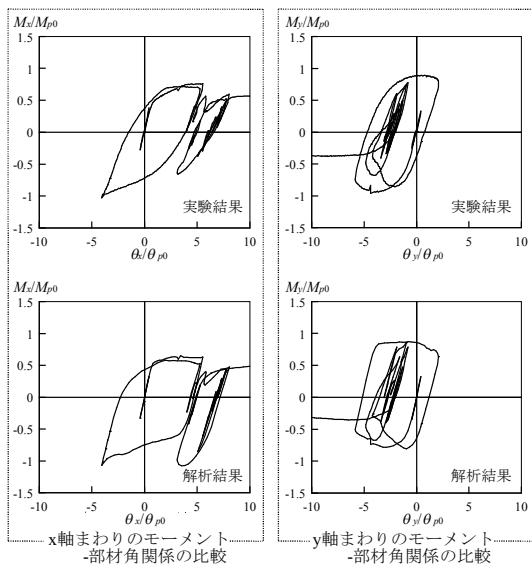 Mx/Mp0
1.5
1
0.5
0
-0.5
-1
-1.5
-10 -5 0 5 10
θx/θp0
実験結果
My/Mp0
1.5
1
0.5
0
-0.5
-1
-1.5
-10 -5 0 5 10
θy/θp0
実験結果
Mx/Mp0
1.5
1
0.5
0
-0.5
-1
-1.5
-10 -5 0 5 10
θx/θp0
解析結果
My/Mp0
1.5
1
0.5
0
-0.5
-1
-1.5
-10 -5 0 5 10
θy/θp0
解析結果
x軸まわりのモーメント
-部材角関係の比較
y軸まわりのモーメント
-部材角関係の比較